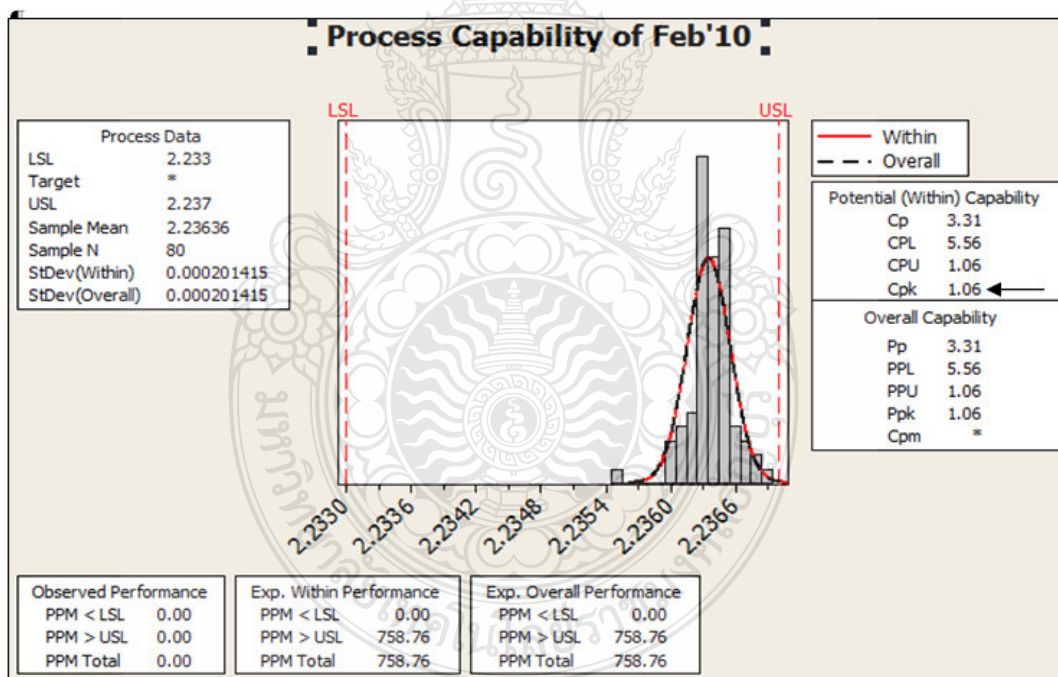 Process Capability of Feb'10
LSL
USL
Process Data
LSL 2.233
Target *
USL 2.237
Sample Mean 2.23636
Sample N 80
StDev(Within) 0.000201415
StDev(Overall) 0.000201415
Within
Overall
Potential (Within) Capability
Cp 3.31
CPL 5.56
CPU 1.06
Cpk 1.06
Overall Capability
Pp 3.31
PPL 5.56
PPU 1.06
Ppk 1.06
Cpm *
2.2330 2.2336 2.2342 2.2348 2.2354 2.2360 2.2366
Observed Performance
PPM < LSL 0.00
PPM > USL 0.00
PPM Total 0.00
Exp. Within Performance
PPM < LSL 0.00
PPM > USL 758.76
PPM Total 758.76
Exp. Overall Performance
PPM < LSL 0.00
PPM > USL 758.76
PPM Total 758.76